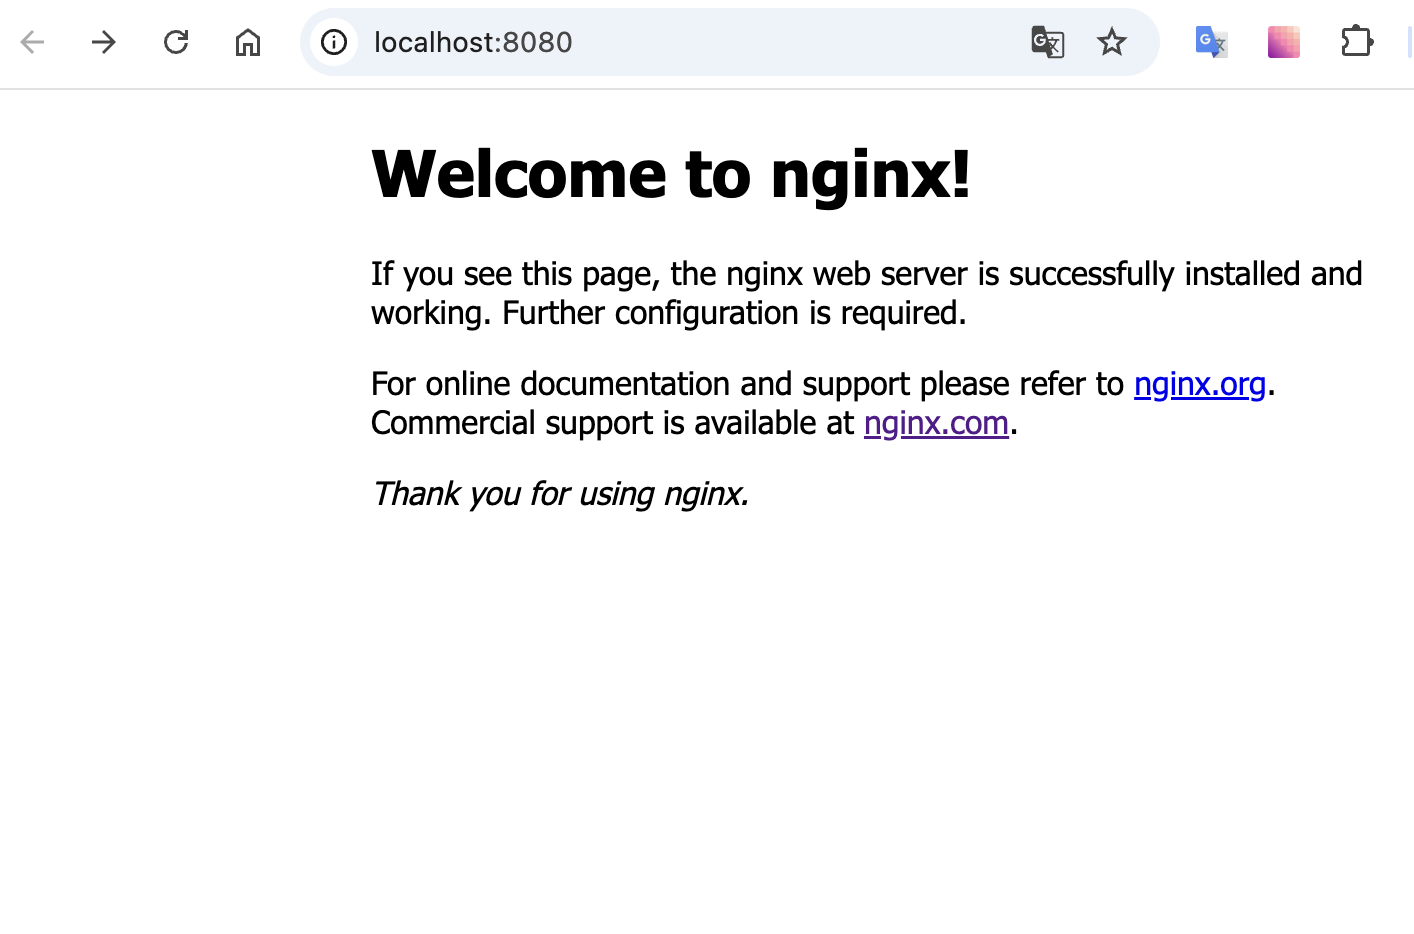 localhost:8080
Welcome to nginx!
If you see this page, the nginx web server is successfully installed and
working. Further configuration is required.
For online documentation and support please refer to nginx.org.
Commercial support is available at nginx.com.
Thank you for using nginx.